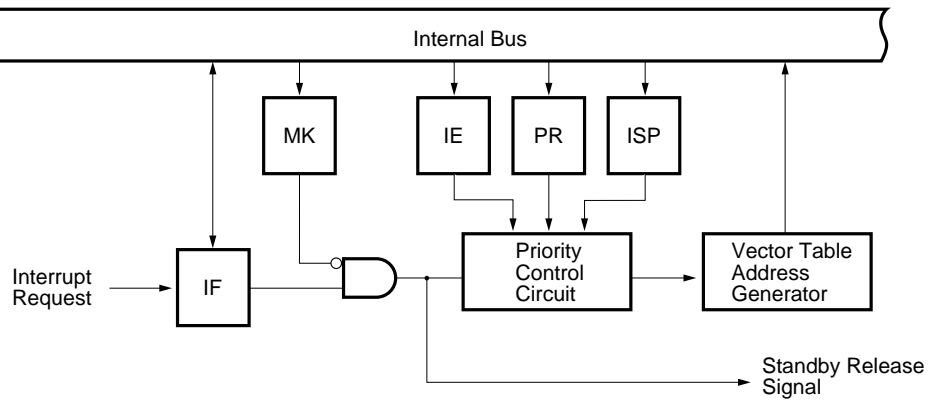 Internal Bus
MK
IE
PR
ISP
Interrupt
Request
IF
Priority
Control
Circuit
Vector Table
Address
Generator
Standby Release
Signal